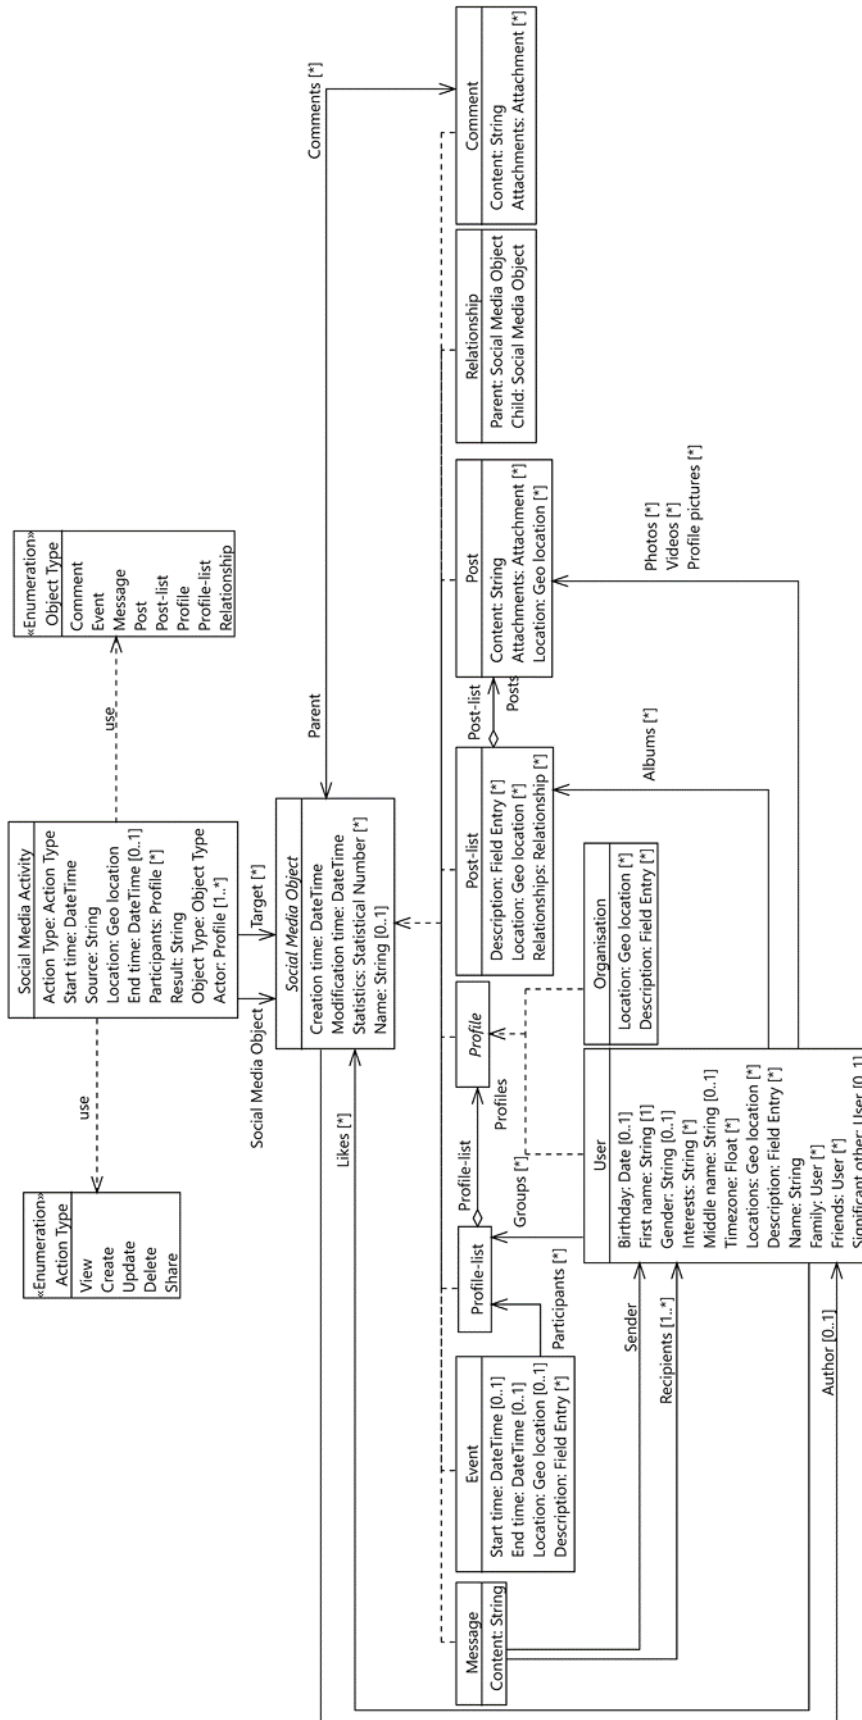 «Enumeration»
Action Type
View
Create
Update
Delete
Share
use
Social Media Activity
Action Type: Action Type
Start time: DateTime
Source: String
Location: Geo location
End time: DateTime [0..1]
Participants: Profile [*]
Result: String
Object Type: Object Type
Actor: Profile [1..*]
use
«Enumeration»
Object Type
Comment
Event
Message
Post
Post-list
Profile
Profile-list
Relationship
Social Media Object
Target [*]
Likes [*]
Social Media Object
Creation time: DateTime
Modification time: DateTime
Statistics: Statistical Number [*]
Name: String [0..1]
Parent
Comments [*]
Message
Content: String
Event
Start time: DateTime [0..1]
End time: DateTime [0..1]
Location: Geo location [0..1]
Description: Field Entry [*]
Participants [*]
Profile-list
Profile-list
Profiles
Profile
Groups [*]
Post-list
Description: Field Entry [*]
Location: Geo location [*]
Relationships: Relationship [*]
Post-list
Posts
Post
Content: String
Attachments: Attachment [*]
Location: Geo location [*]
Relationship
Parent: Social Media Object
Child: Social Media Object
Comment
Content: String
Attachments: Attachment [*]
Sender
Recipients [1..*]
Author [0..1]
User
Birthday: Date [0..1]
First name: String [1]
Gender: String [0..1]
Interests: String [*]
Middle name: String [0..1]
Timezone: Float [*]
Locations: Geo location [*]
Description: Field Entry [*]
Name: String
Family: User [*]
Friends: User [*]
Significant other: User [0..1]
Organisation
Location: Geo location [*]
Description: Field Entry [*]
Albums [*]
Photos [*]
Videos [*]
Profile pictures [*]